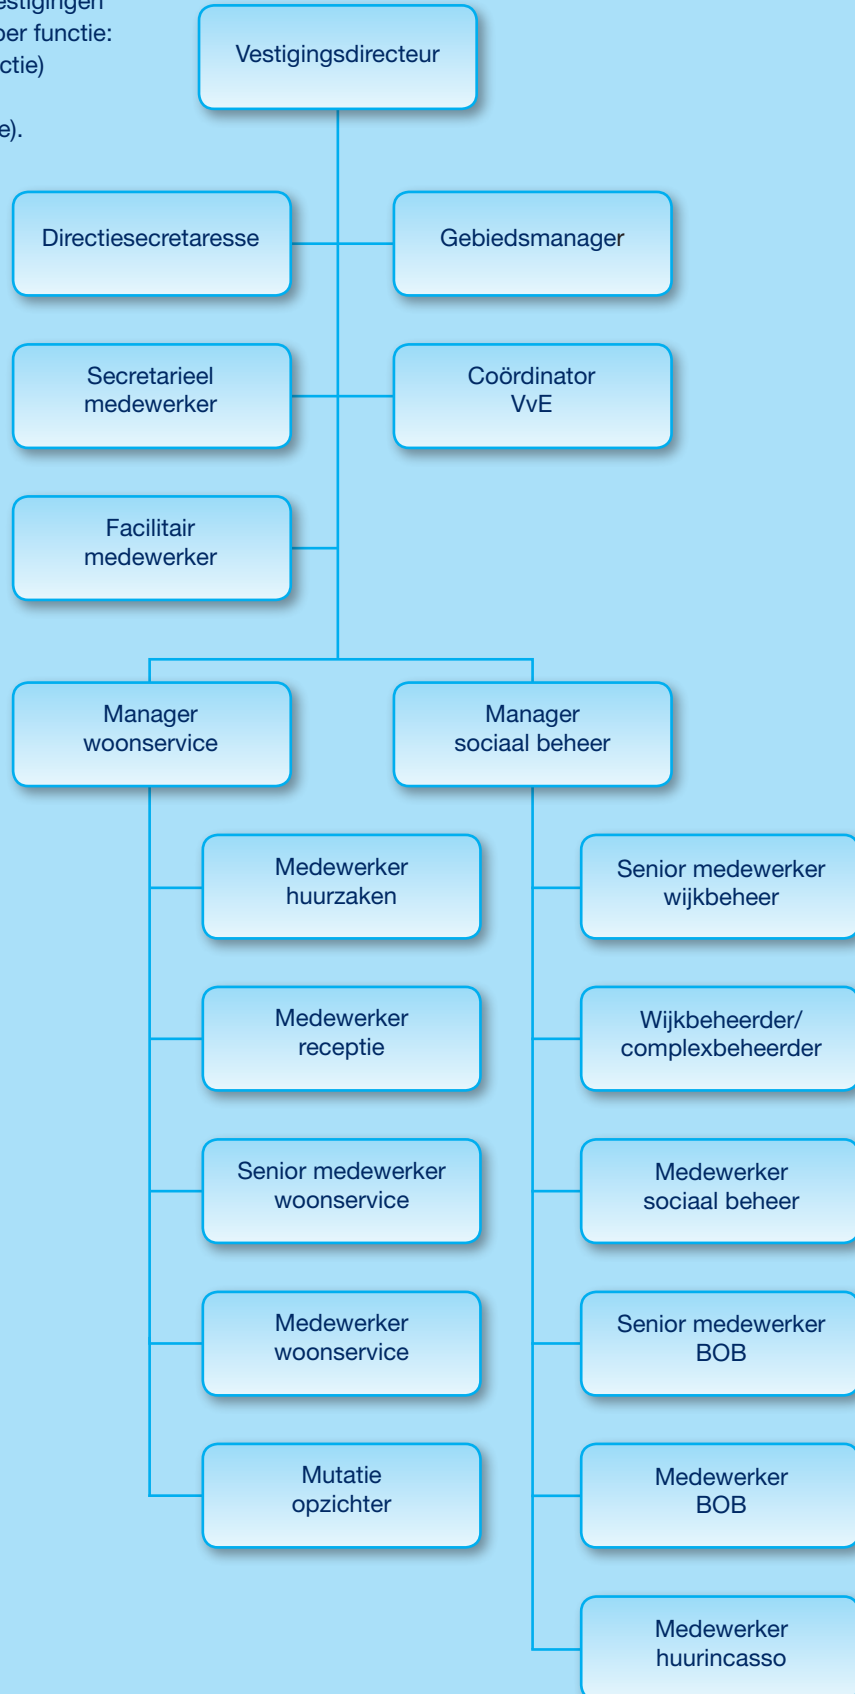 per functie:
Vestigingsdirecteur
Directiesecretaresse
Gebiedsmanager
Secretarieel
medewerker
Coördinator
VvE
Facilitair
medewerker
Manager
woonservice
Manager
sociaal beheer
Medewerker
huurzaken
Senior medewerker
wijkbeheer
Medewerker
receptie
Wijkbeheerder/
complexbeheerder
Senior medewerker
woonservice
Medewerker
sociaal beheer
Medewerker
woonservice
Senior medewerker
BOB
Mutatie
opzichter
Medewerker
BOB
Medewerker
huurincasso